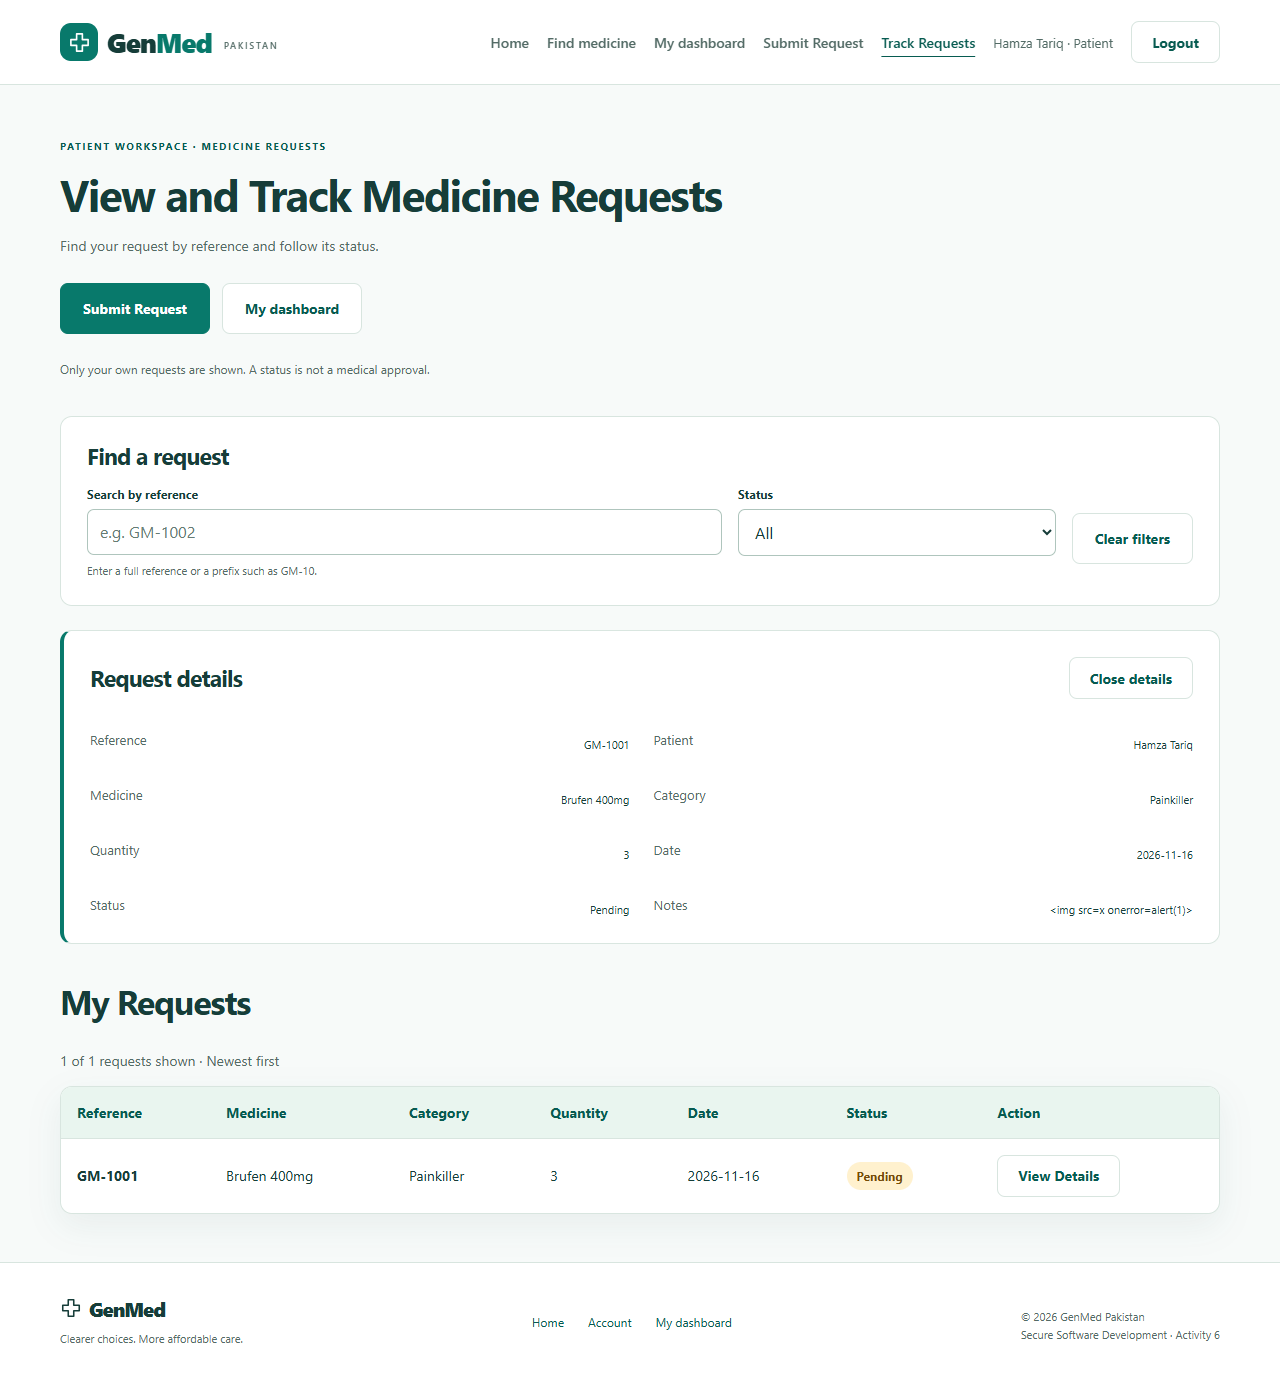 GenMed PAKISTAN
Home Find medicine My dashboard Submit Request Track Requests Hamza Tariq · Patient Logout
PATIENT WORKSPACE · MEDICINE REQUESTS
View and Track Medicine Requests
Find your request by reference and follow its status.
Submit Request My dashboard
Only your own requests are shown. A status is not a medical approval.
Find a request
Search by reference Status
e.g. GM-1002 All Clear filters
Enter a full reference or a prefix such as GM-10.
Request details Close details
Reference GM-1001 Patient Hamza Tariq
Medicine Brufen 400mg Category Painkiller
Quantity 3 Date 2026-11-16
Status Pending Notes <img src=x onerror=alert(1)>
My Requests
1 of 1 requests shown · Newest first
Reference Medicine Category Quantity Date Status Action
GM-1001 Brufen 400mg Painkiller 3 2026-11-16 Pending View Details
GenMed
Clearer choices. More affordable care.
Home Account My dashboard
© 2026 GenMed Pakistan
Secure Software Development · Activity 6